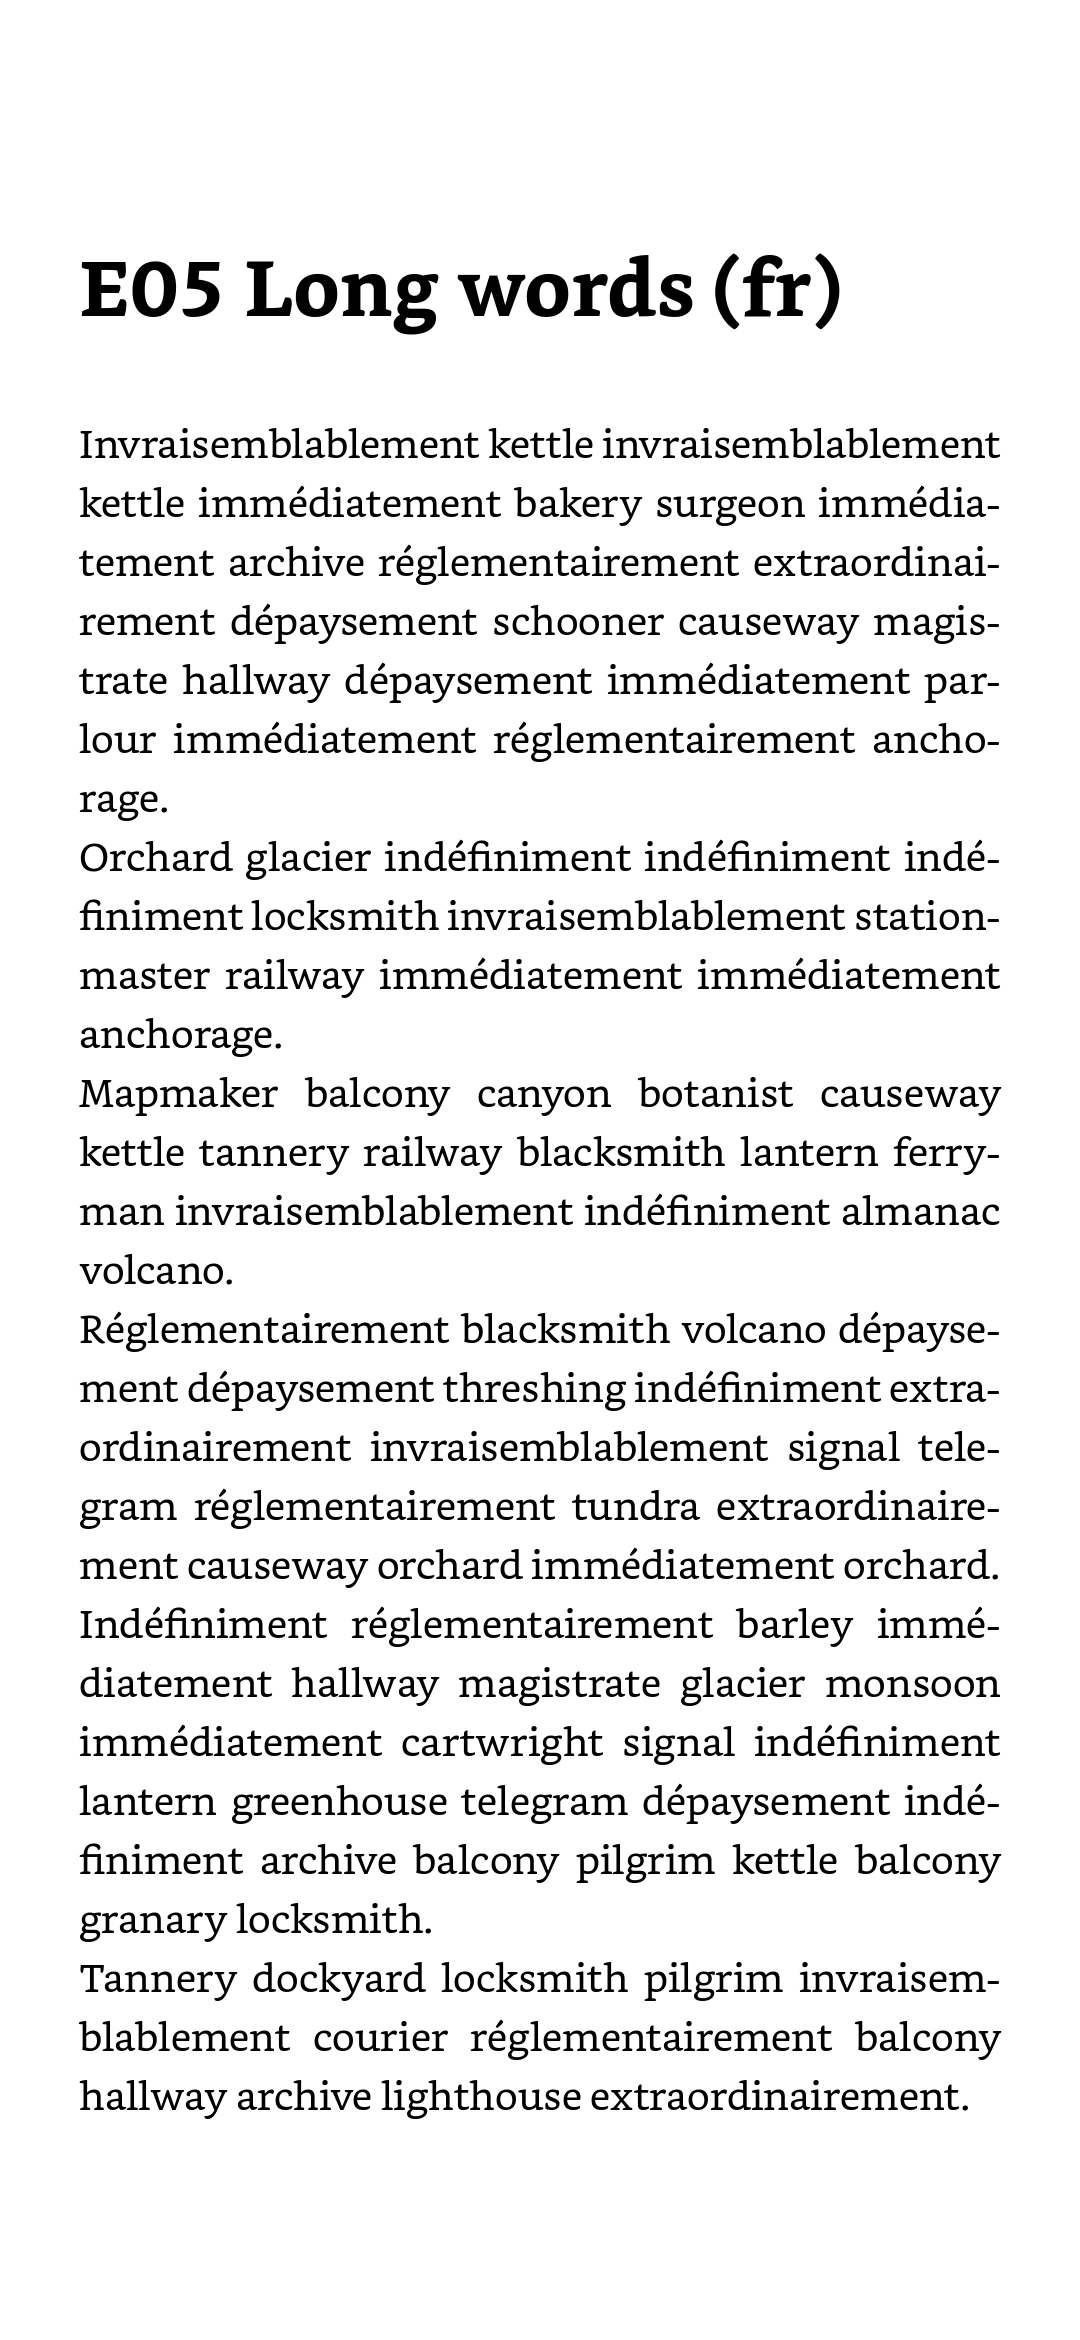 E05 Long words (fr)
Invraisemblablement kettle invraisemblablement
kettle immédiatement bakery surgeon immédia-
tement archive réglementairement extraordinai-
rement dépaysement schooner causeway magis-
trate hallway dépaysement immédiatement par-
lour immédiatement réglementairement ancho-
rage.
Orchard glacier indéfiniment indéfiniment indé-
finiment locksmith invraisemblablement station-
master railway immédiatement immédiatement
anchorage.
Mapmaker balcony canyon botanist causeway
kettle tannery railway blacksmith lantern ferry-
man invraisemblablement indéfiniment almanac
volcano.
Réglementairement blacksmith volcano dépayse-
ment dépaysement threshing indéfiniment extra-
ordinairement invraisemblablement signal tele-
gram réglementairement tundra extraordinaire-
ment causeway orchard immédiatement orchard.
Indéfiniment réglementairement barley immé-
diatement hallway magistrate glacier monsoon
immédiatement cartwright signal indéfiniment
lantern greenhouse telegram dépaysement indé-
finiment archive balcony pilgrim kettle balcony
granary locksmith.
Tannery dockyard locksmith pilgrim invraisem-
blablement courier réglementairement balcony
hallway archive lighthouse extraordinairement.